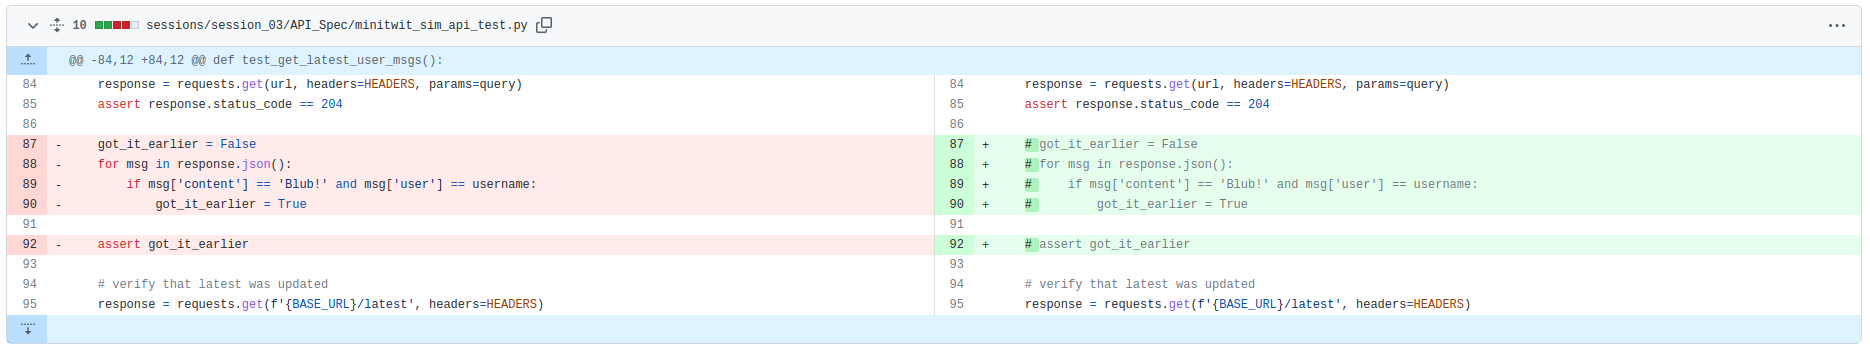 10 sessions/session_03/API_Spec/minitwit_sim_api_test.py
@@ -84,12 +84,12 @@ def test_get_latest_user_msgs():
84 response = requests.get(url, headers=HEADERS, params=query)
85 assert response.status_code == 204
86
87 - got_it_earlier = False
88 - for msg in response.json():
89 - if msg['content'] == 'Blub!' and msg['user'] == username:
90 - got_it_earlier = True
91
92 - assert got_it_earlier
93
94 # verify that latest was updated
95 response = requests.get(f'{BASE_URL}/latest', headers=HEADERS)
84 response = requests.get(url, headers=HEADERS, params=query)
85 assert response.status_code == 204
86
87 + # got_it_earlier = False
88 + # for msg in response.json():
89 + #     if msg['content'] == 'Blub!' and msg['user'] == username:
90 + #         got_it_earlier = True
91
92 + # assert got_it_earlier
93
94 # verify that latest was updated
95 response = requests.get(f'{BASE_URL}/latest', headers=HEADERS)